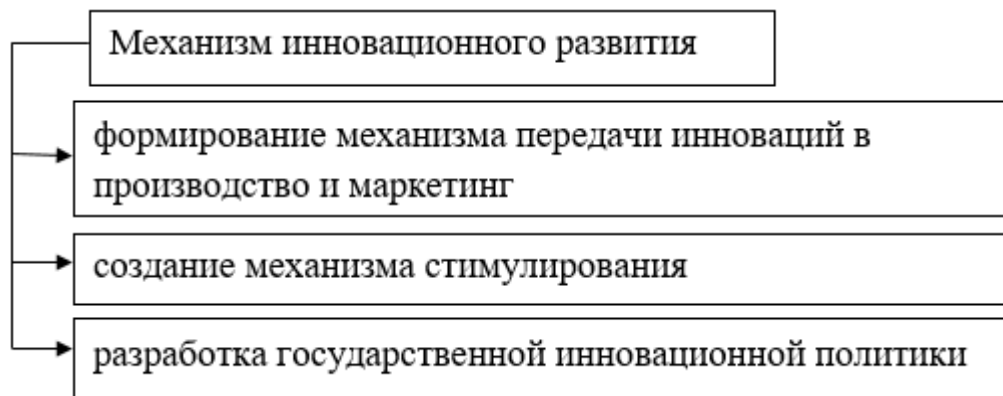 Механизм инновационного развития
формирование механизма передачи инноваций в
производство и маркетинг
создание механизма стимулирования
разработка государственной инновационной политики